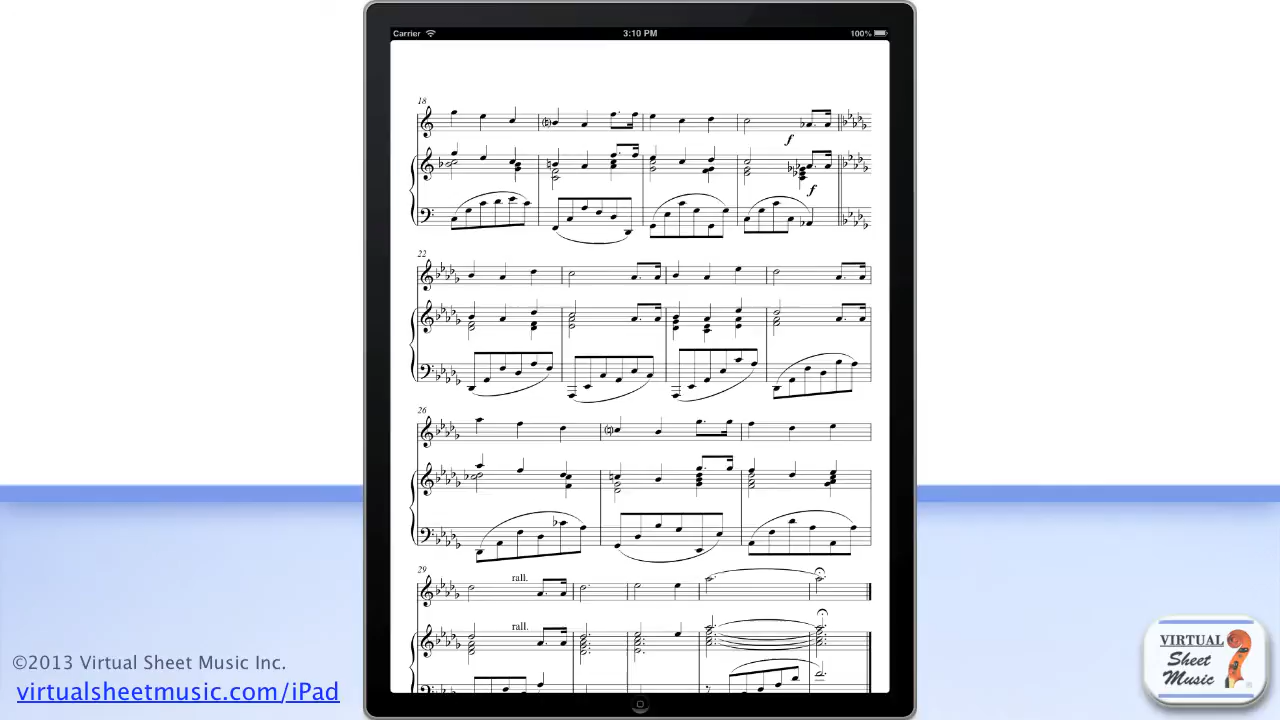 Carrier 3:10 PM 100%
18
f
f
22
26
29
rall.
rall.
©2013 Virtual Sheet Music Inc.
virtualsheetmusic.com/iPad
VIRTUAL
Sheet
Music